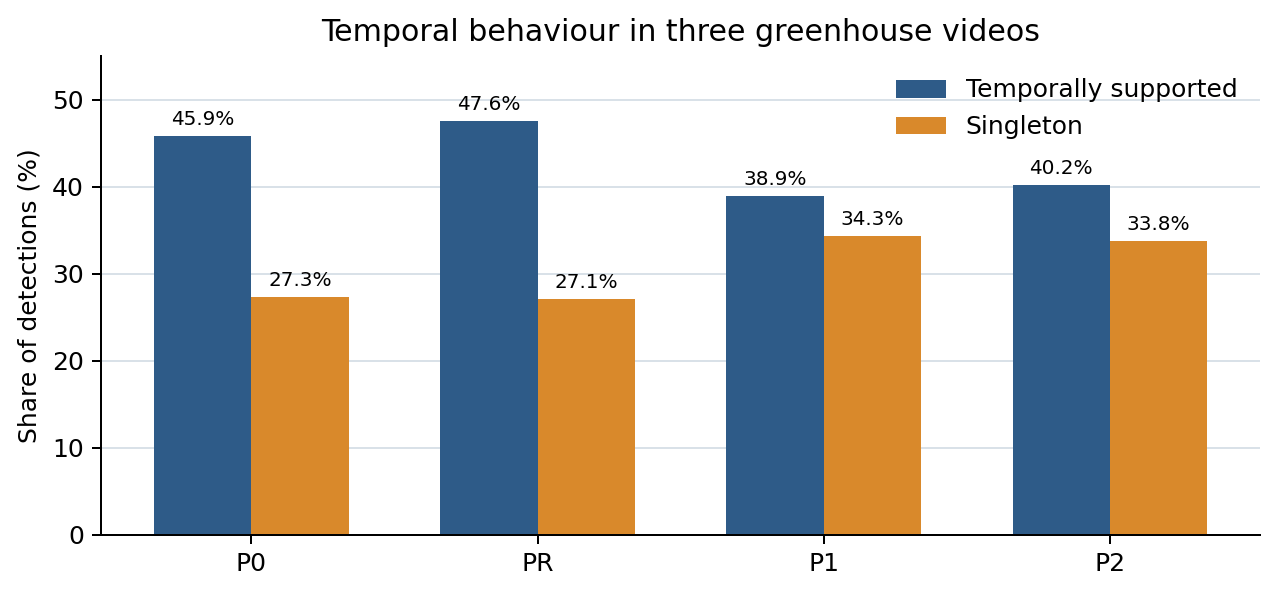 Temporal behaviour in three greenhouse videos
Share of detections (%)
50
40
30
20
10
0
Temporally supported
Singleton
45.9%
27.3%
47.6%
27.1%
38.9%
34.3%
40.2%
33.8%
P0
PR
P1
P2